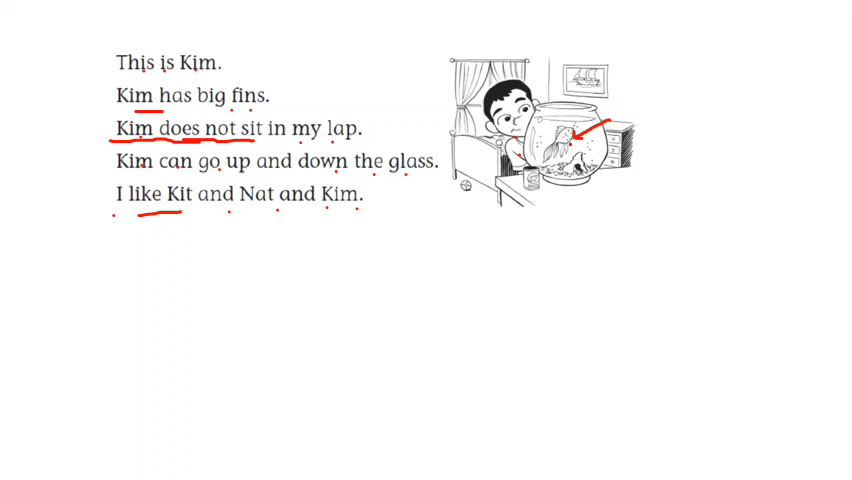 This is Kim.
Kim has big fins.
Kim does not sit in my lap.
Kim can go up and down the glass.
I like Kit and Nat and Kim.